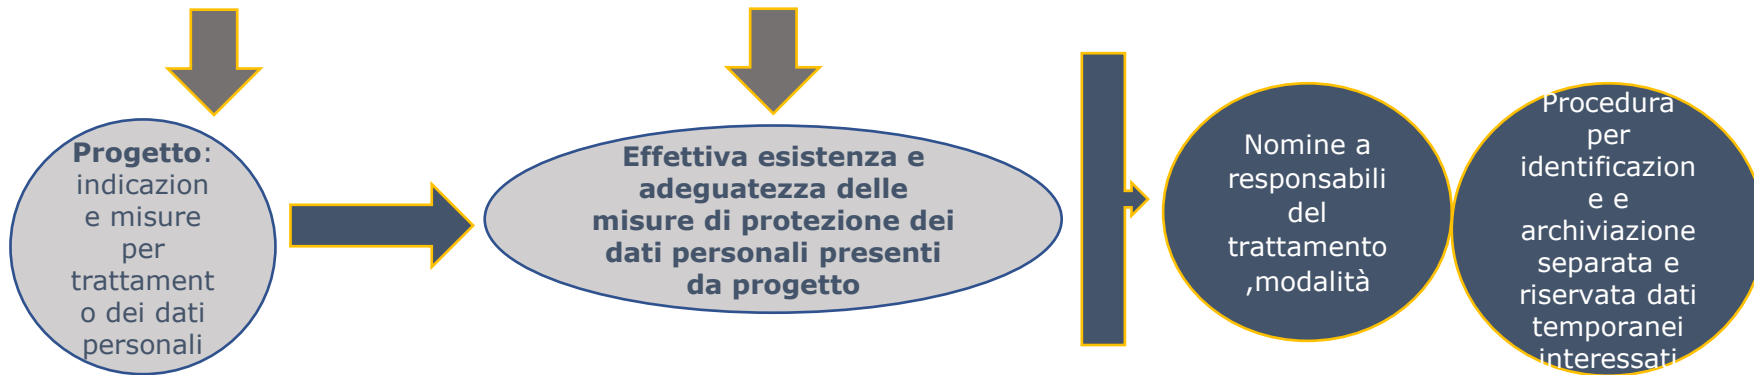 Progetto:
indicazion
e misure
per
trattament
o dei dati
personali
Effettiva esistenza e
adeguatezza delle
misure di protezione dei
dati personali presenti
da progetto
Nomine a
responsabili
del
trattamento
,modalità
Procedura
per
identificazion
e e
archiviazione
separata e
riservata dati
temporanei
interessati